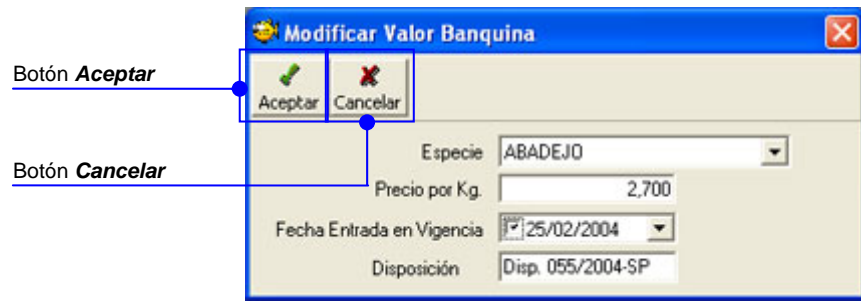 Modificar Valor Banquina
Botón Aceptar
Aceptar
Cancelar
Botón Cancelar
Especie ABADEJO
Precio por Kg. 2,700
Fecha Entrada en Vigencia 25/02/2004
Disposición Disp. 055/2004-SP